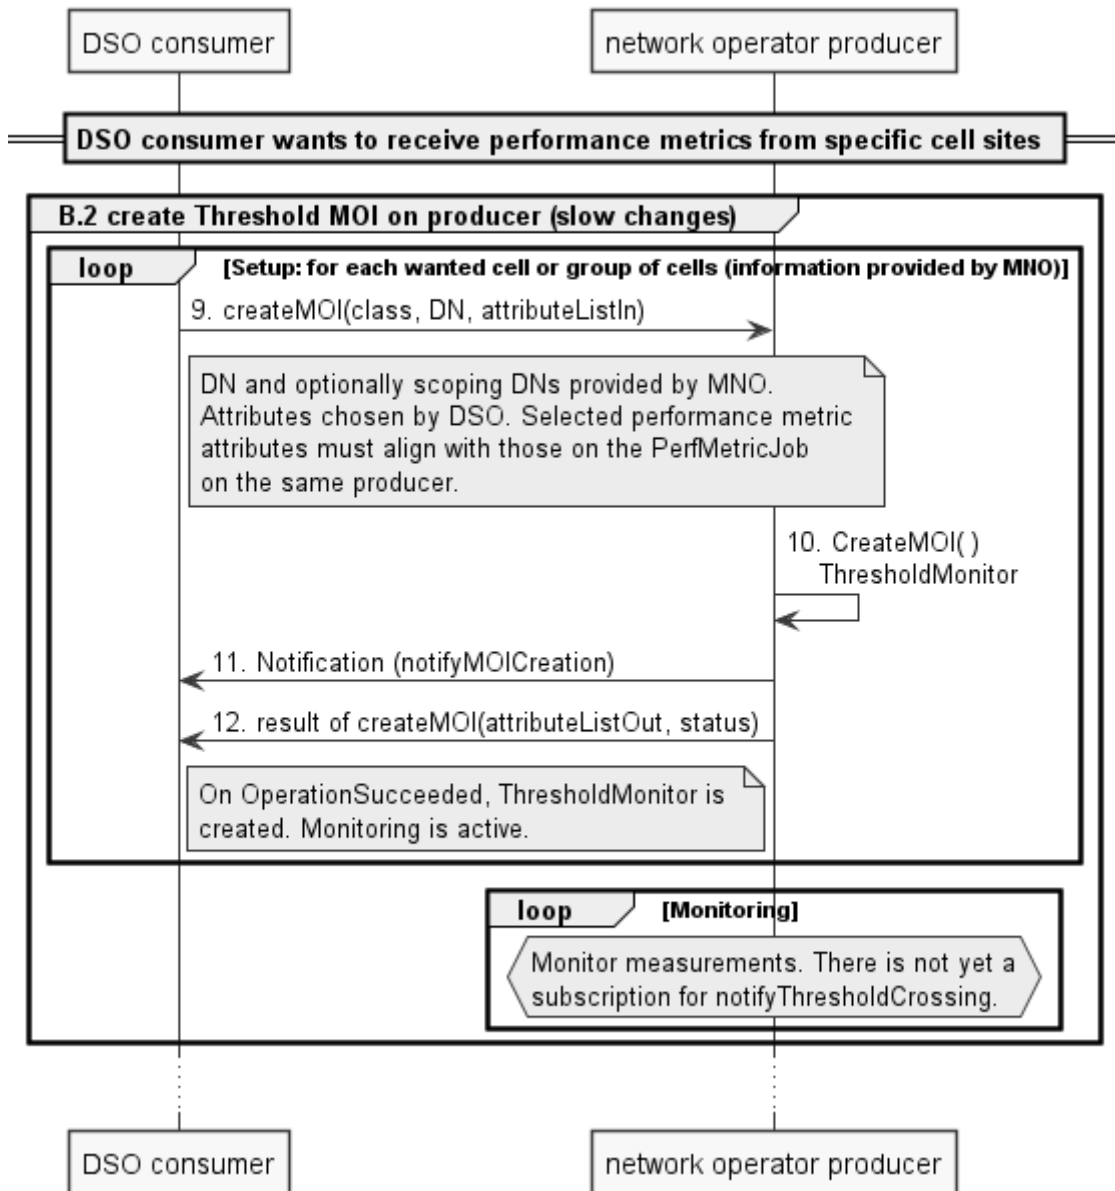 DSO consumer
network operator producer
DSO consumer wants to receive performance metrics from specific cell sites
B.2 create Threshold MOI on producer (slow changes)
loop
[Setup: for each wanted cell or group of cells (information provided by MNO)]
9. createMOI(class, DN, attributeListIn)
DN and optionally scoping DNs provided by MNO.
Attributes chosen by DSO. Selected performance metric
attributes must align with those on the PerfMetricJob
on the same producer.
10. CreateMOI( )
ThresholdMonitor
11. Notification (notifyMOICreation)
12. result of createMOI(attributeListOut, status)
On OperationSucceeded, ThresholdMonitor is
created. Monitoring is active.
loop
[Monitoring]
Monitor measurements. There is not yet a
subscription for notifyThresholdCrossing.
DSO consumer
network operator producer